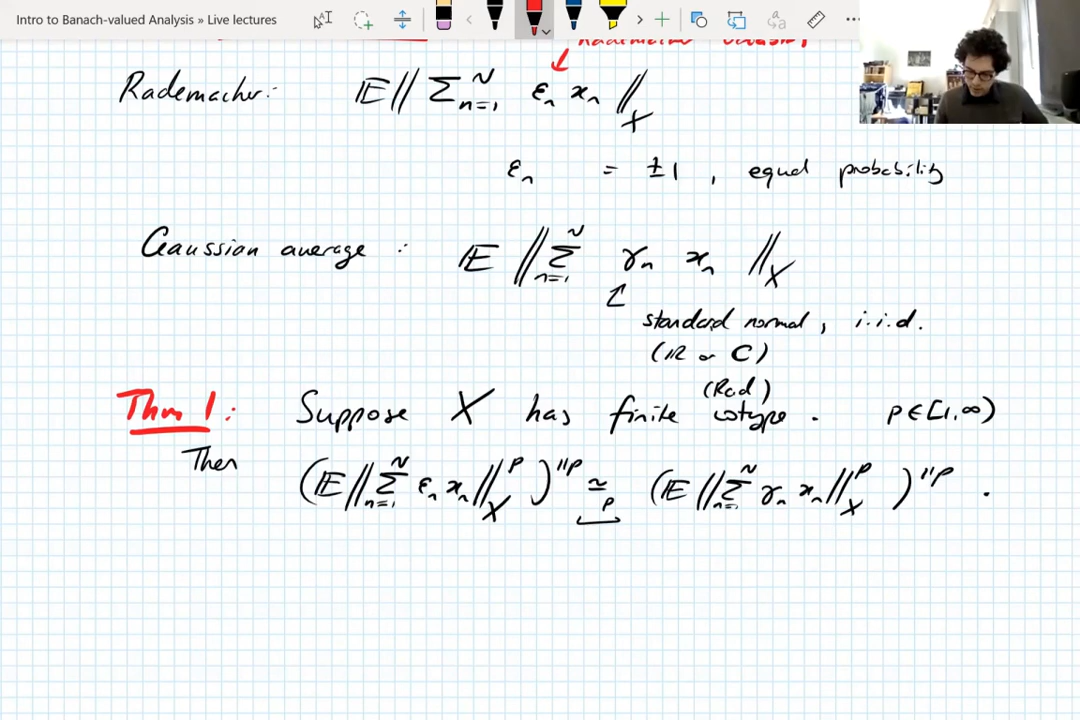 Intro to Banach-valued Analysis » Live lectures
Rademacher:
𝔼‖ Σ_{n=1}^N ε_n x_n ‖_X
ε_n = ±1 , equal probability
Gaussian average : 𝔼 ‖ Σ_{n=1}^N γ_n x_n ‖_X
standard normal, i.i.d.
(ℝ or ℂ)
(Rad)
Thm 1: Suppose X has finite cotype . p∈[1,∞)
Then (𝔼‖ Σ_{n=1}^N ε_n x_n ‖_X^p )^{1/p} ≃_p (𝔼‖ Σ_{n=1}^N γ_n x_n ‖_X^p )^{1/p} .